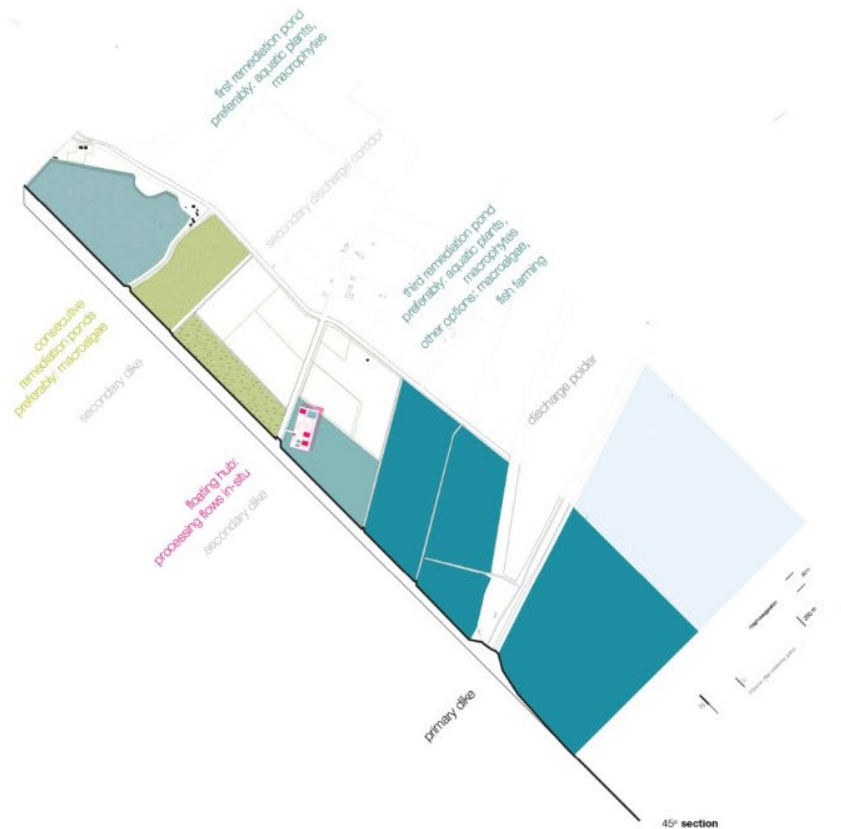 first remediation pond
preferably: aquatic plants,
macrophytes
secondary discharge corridor
third remediation pond
preferably: aquatic plants,
macrophytes
other options: macroalgae,
fish farming
consecutive
remediation ponds
preferably: macroalgae
secondary dike
discharge polder
floating hub:
processing flows in-situ
secondary dike
primary dike
250 m
N
45° section